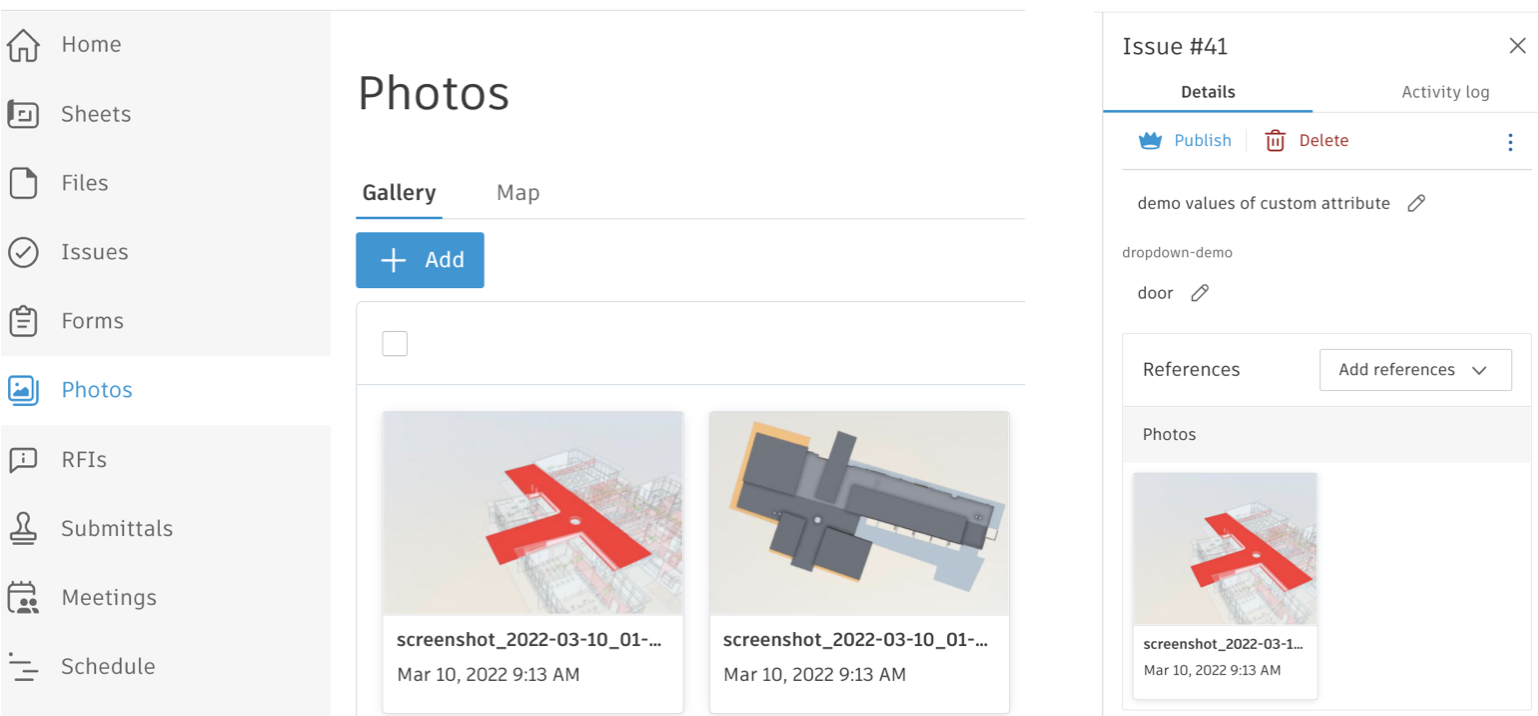 Home
Sheets
Files
Issues
Forms
Photos
RFIs
Submittals
Meetings
Schedule
Photos
Gallery
Map
Add
screenshot_2022-03-10_01-...
Mar 10, 2022 9:13 AM
screenshot_2022-03-10_01-...
Mar 10, 2022 9:13 AM
Issue #41
Details
Activity log
Publish
Delete
demo values of custom attribute
dropdown-demo
door
References
Add references
Photos
screenshot_2022-03-1...
Mar 10, 2022 9:13 AM